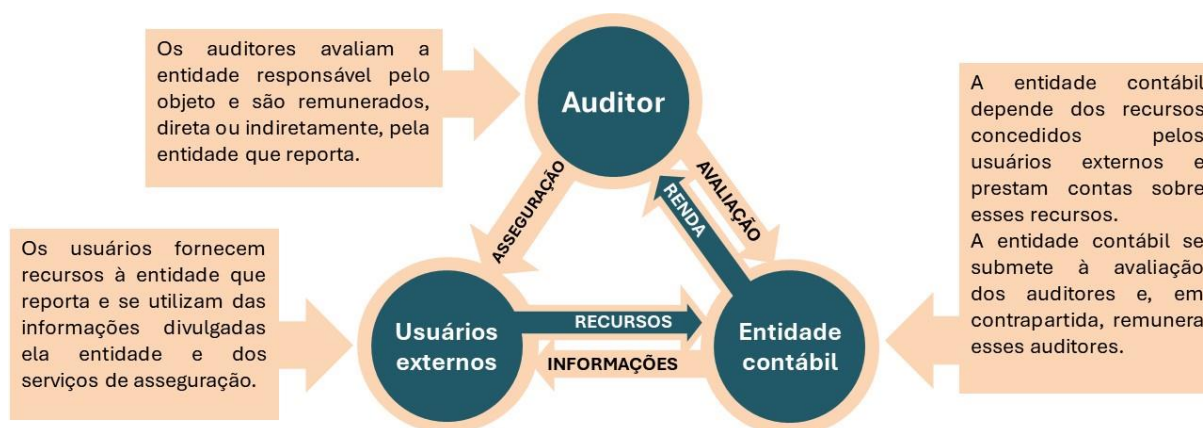 Os auditores avaliam a
entidade responsável pelo
objeto e são remunerados,
direta ou indiretamente, pela
entidade que reporta.
Auditor
A entidade contábil
depende dos recursos
concedidos pelos
usuários externos e
prestam contas sobre
esses recursos.
A entidade contábil se
submete à avaliação
dos auditores e, em
contrapartida, remunera
esses auditores.
ASSEGURAÇÃO
RENDA
AVALIAÇÃO
Os usuários fornecem
recursos à entidade que
reporta e se utilizam das
informações divulgadas
ela entidade e dos
serviços de asseguração.
Usuários
externos
RECURSOS
INFORMAÇÕES
Entidade
contábil